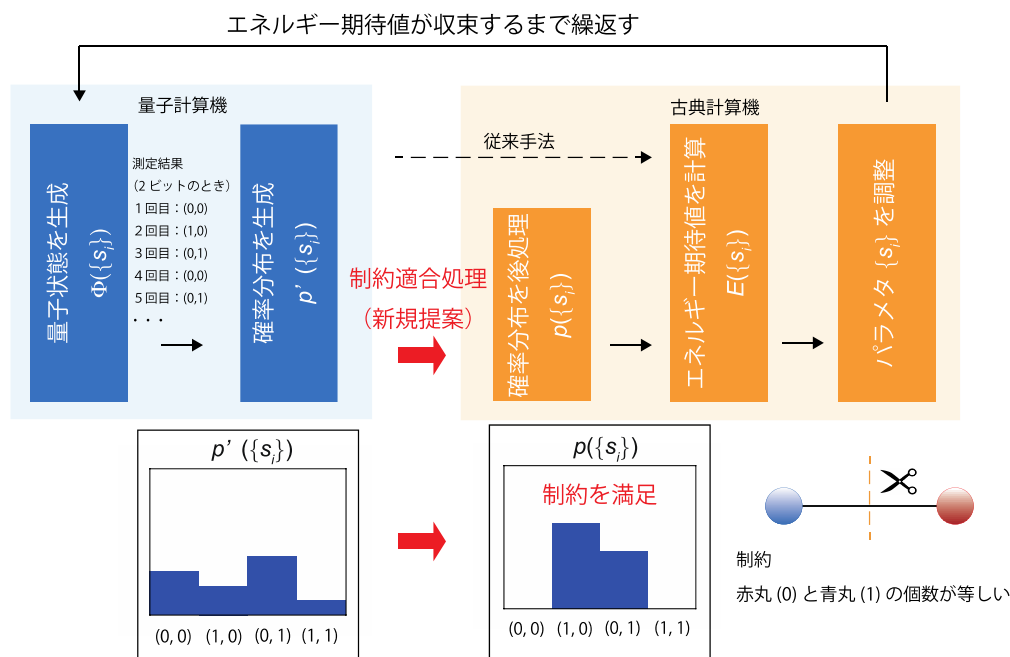 エネルギー期待値が収束するまで繰返す
量子計算機
量子状態を生成
Φ({sᵢ})
測定結果
(2 ビットのとき)
1 回目：(0,0)
2 回目：(1,0)
3 回目：(0,1)
4 回目：(0,0)
5 回目：(0,1)
・・・
確率分布を生成
p’ ({sᵢ})
制約適合処理
（新規提案）
古典計算機
従来手法
確率分布を後処理
p({sᵢ})
エネルギー期待値を計算
E({sᵢ})
パラメタ {sᵢ} を調整
p’ ({sᵢ})
(0, 0) (1, 0) (0, 1) (1, 1)
p({sᵢ})
制約を満足
(0, 0) (1, 0) (0, 1) (1, 1)
制約
赤丸 (0) と青丸 (1) の個数が等しい